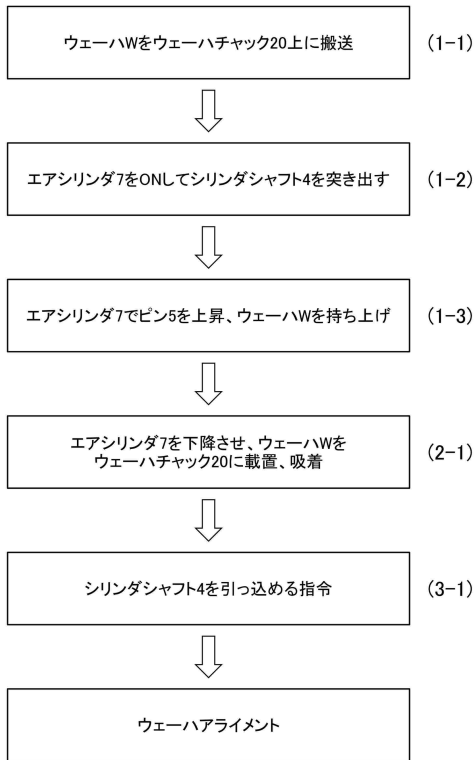 ウェーハWをウェーハチャック20上に搬送 (1-1)
エアシリンダ7をONしてシリンダシャフト4を突き出す (1-2)
エアシリンダ7でピン5を上昇、ウェーハWを持ち上げ (1-3)
エアシリンダ7を下降させ、ウェーハWを
ウェーハチャック20に載置、吸着 (2-1)
シリンダシャフト4を引っ込める指令 (3-1)
ウェーハアライメント